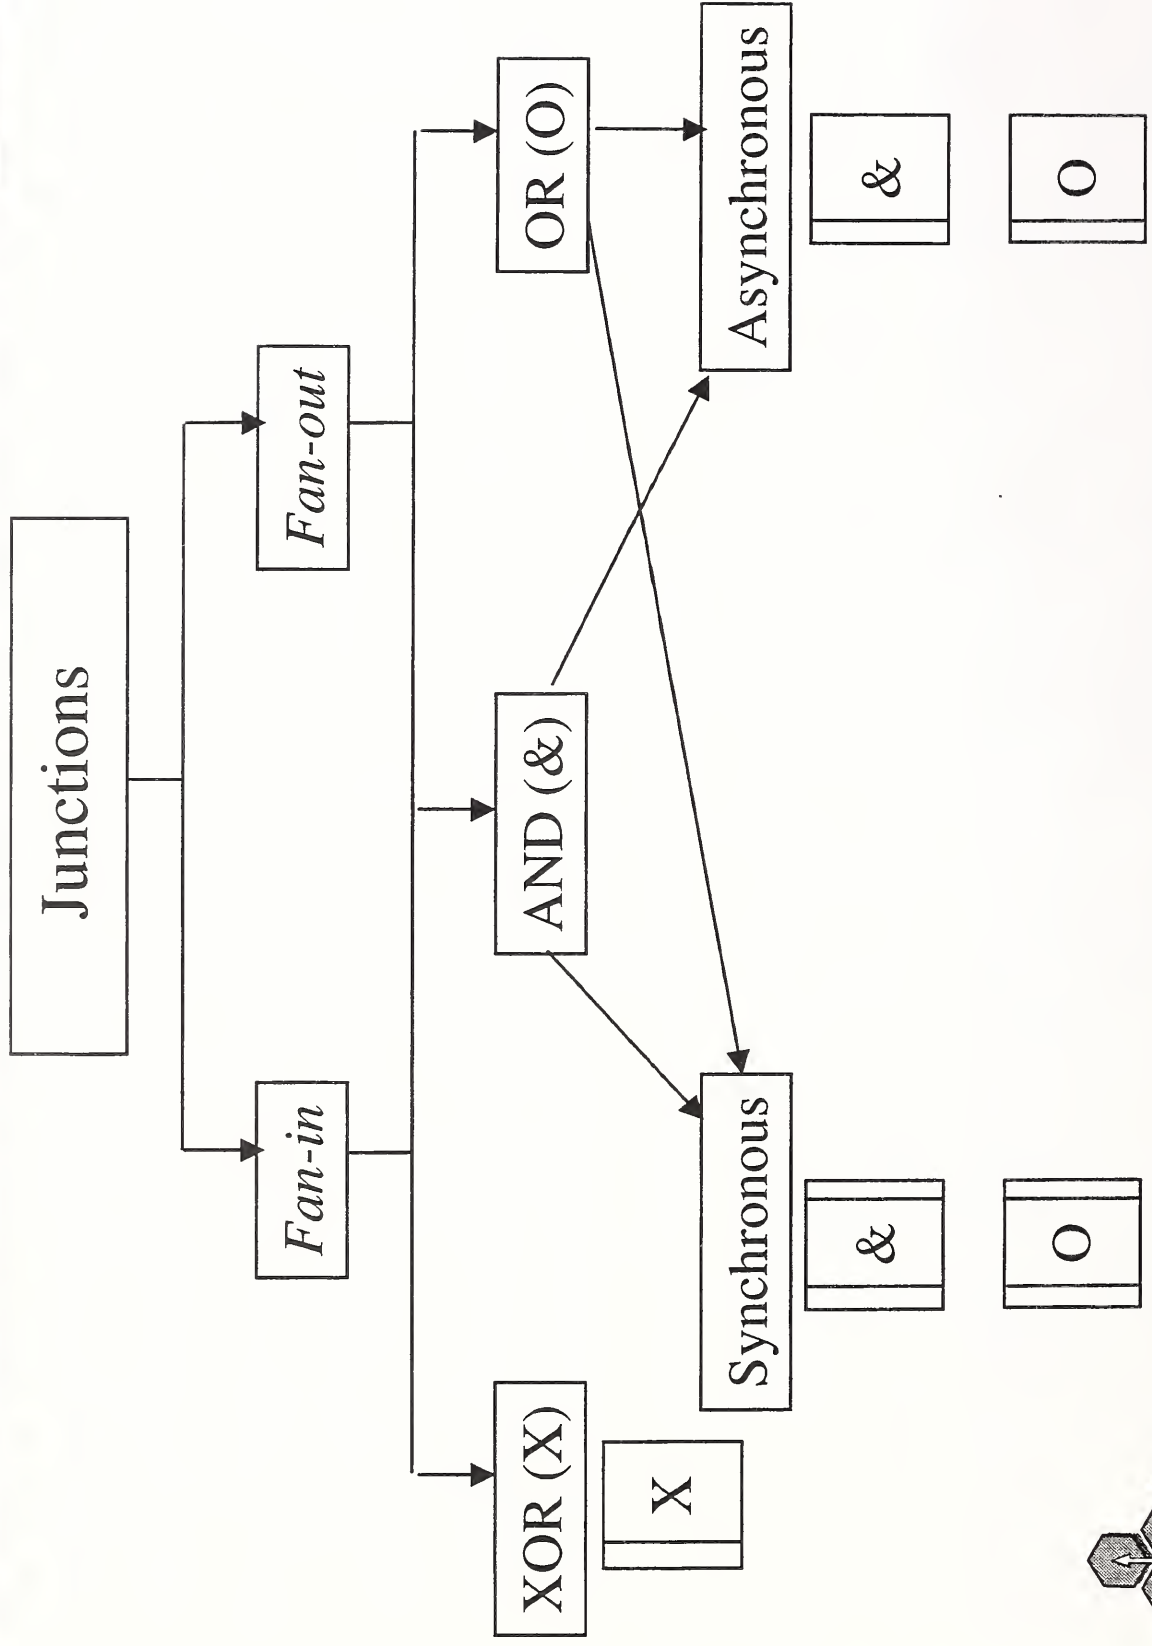 Junctions
Fan-in
Fan-out
XOR (X)
AND (&)
OR (O)
X
Synchronous
Asynchronous
&
&
O
O